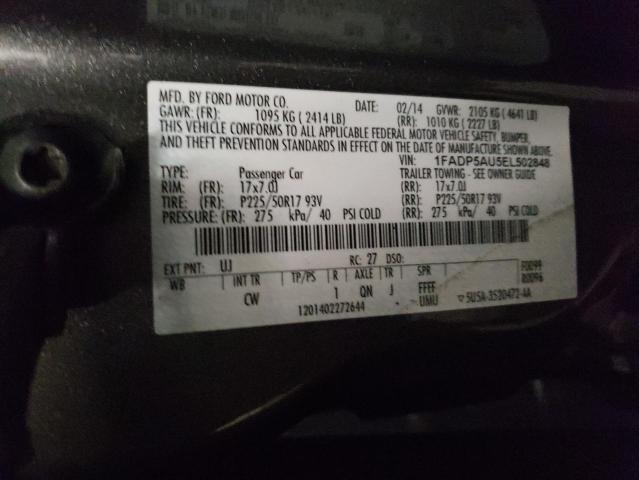 MFD. BY FORD MOTOR CO.
DATE: 02/14 GVWR: 2105 KG ( 4641 LB)
GAWR: (FR): 1095 KG ( 2414 LB) (RR): 1010 KG ( 2227 LB)
THIS VEHICLE CONFORMS TO ALL APPLICABLE FEDERAL MOTOR VEHICLE SAFETY, BUMPER,
AND THEFT PREVENTION STANDARDS IN EFFECT ON THE DATE OF MANUFACTURE SHOWN ABOVE.
VIN: 1FADP5AU5EL502848
TYPE: Passenger Car TRAILER TOWING - SEE OWNER GUIDE
RIM: (FR): 17x7.0J (RR): 17x7.0J
TIRE: (FR): P225/50R17 93V (RR): P225/50R17 93V
PRESSURE: (FR): 275 kPa/ 40 PSI COLD (RR): 275 kPa/ 40 PSI COLD
EXT PNT: UJ RC: 27 DSO:
WB INT TR TP/PS R AXLE TR SPR F0099
R0096
CW 1 QN J FFFF
1201402272644 UMU 5U5A-3520472-AA